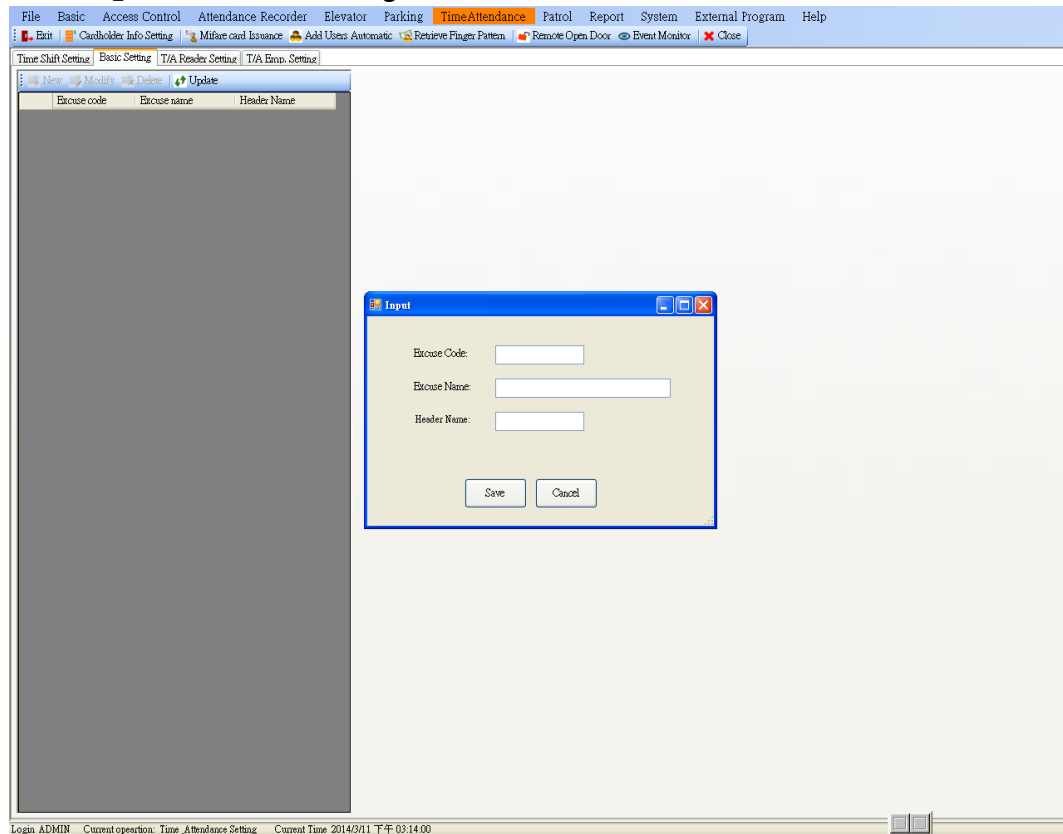 File Basic Access Control Attendance Recorder Elevator Parking TimeAttendance Patrol Report System External Program Help
Exit Cardholder Info Setting Mifare card Issuance Add Users Automatic Retrieve Finger Pattern Remote Open Door Event Monitor Close
Time Shift Setting Basic Setting T/A Reader Setting T/A Emp. Setting
New Modify Delete Update
Excuse code Excuse name Header Name
Input
Excuse Code:
Excuse Name:
Header Name:
Save Cancel
Login ADMIN Current opeartion: Time_Attendance Setting Current Time 2014/3/11 下午 03:14:00